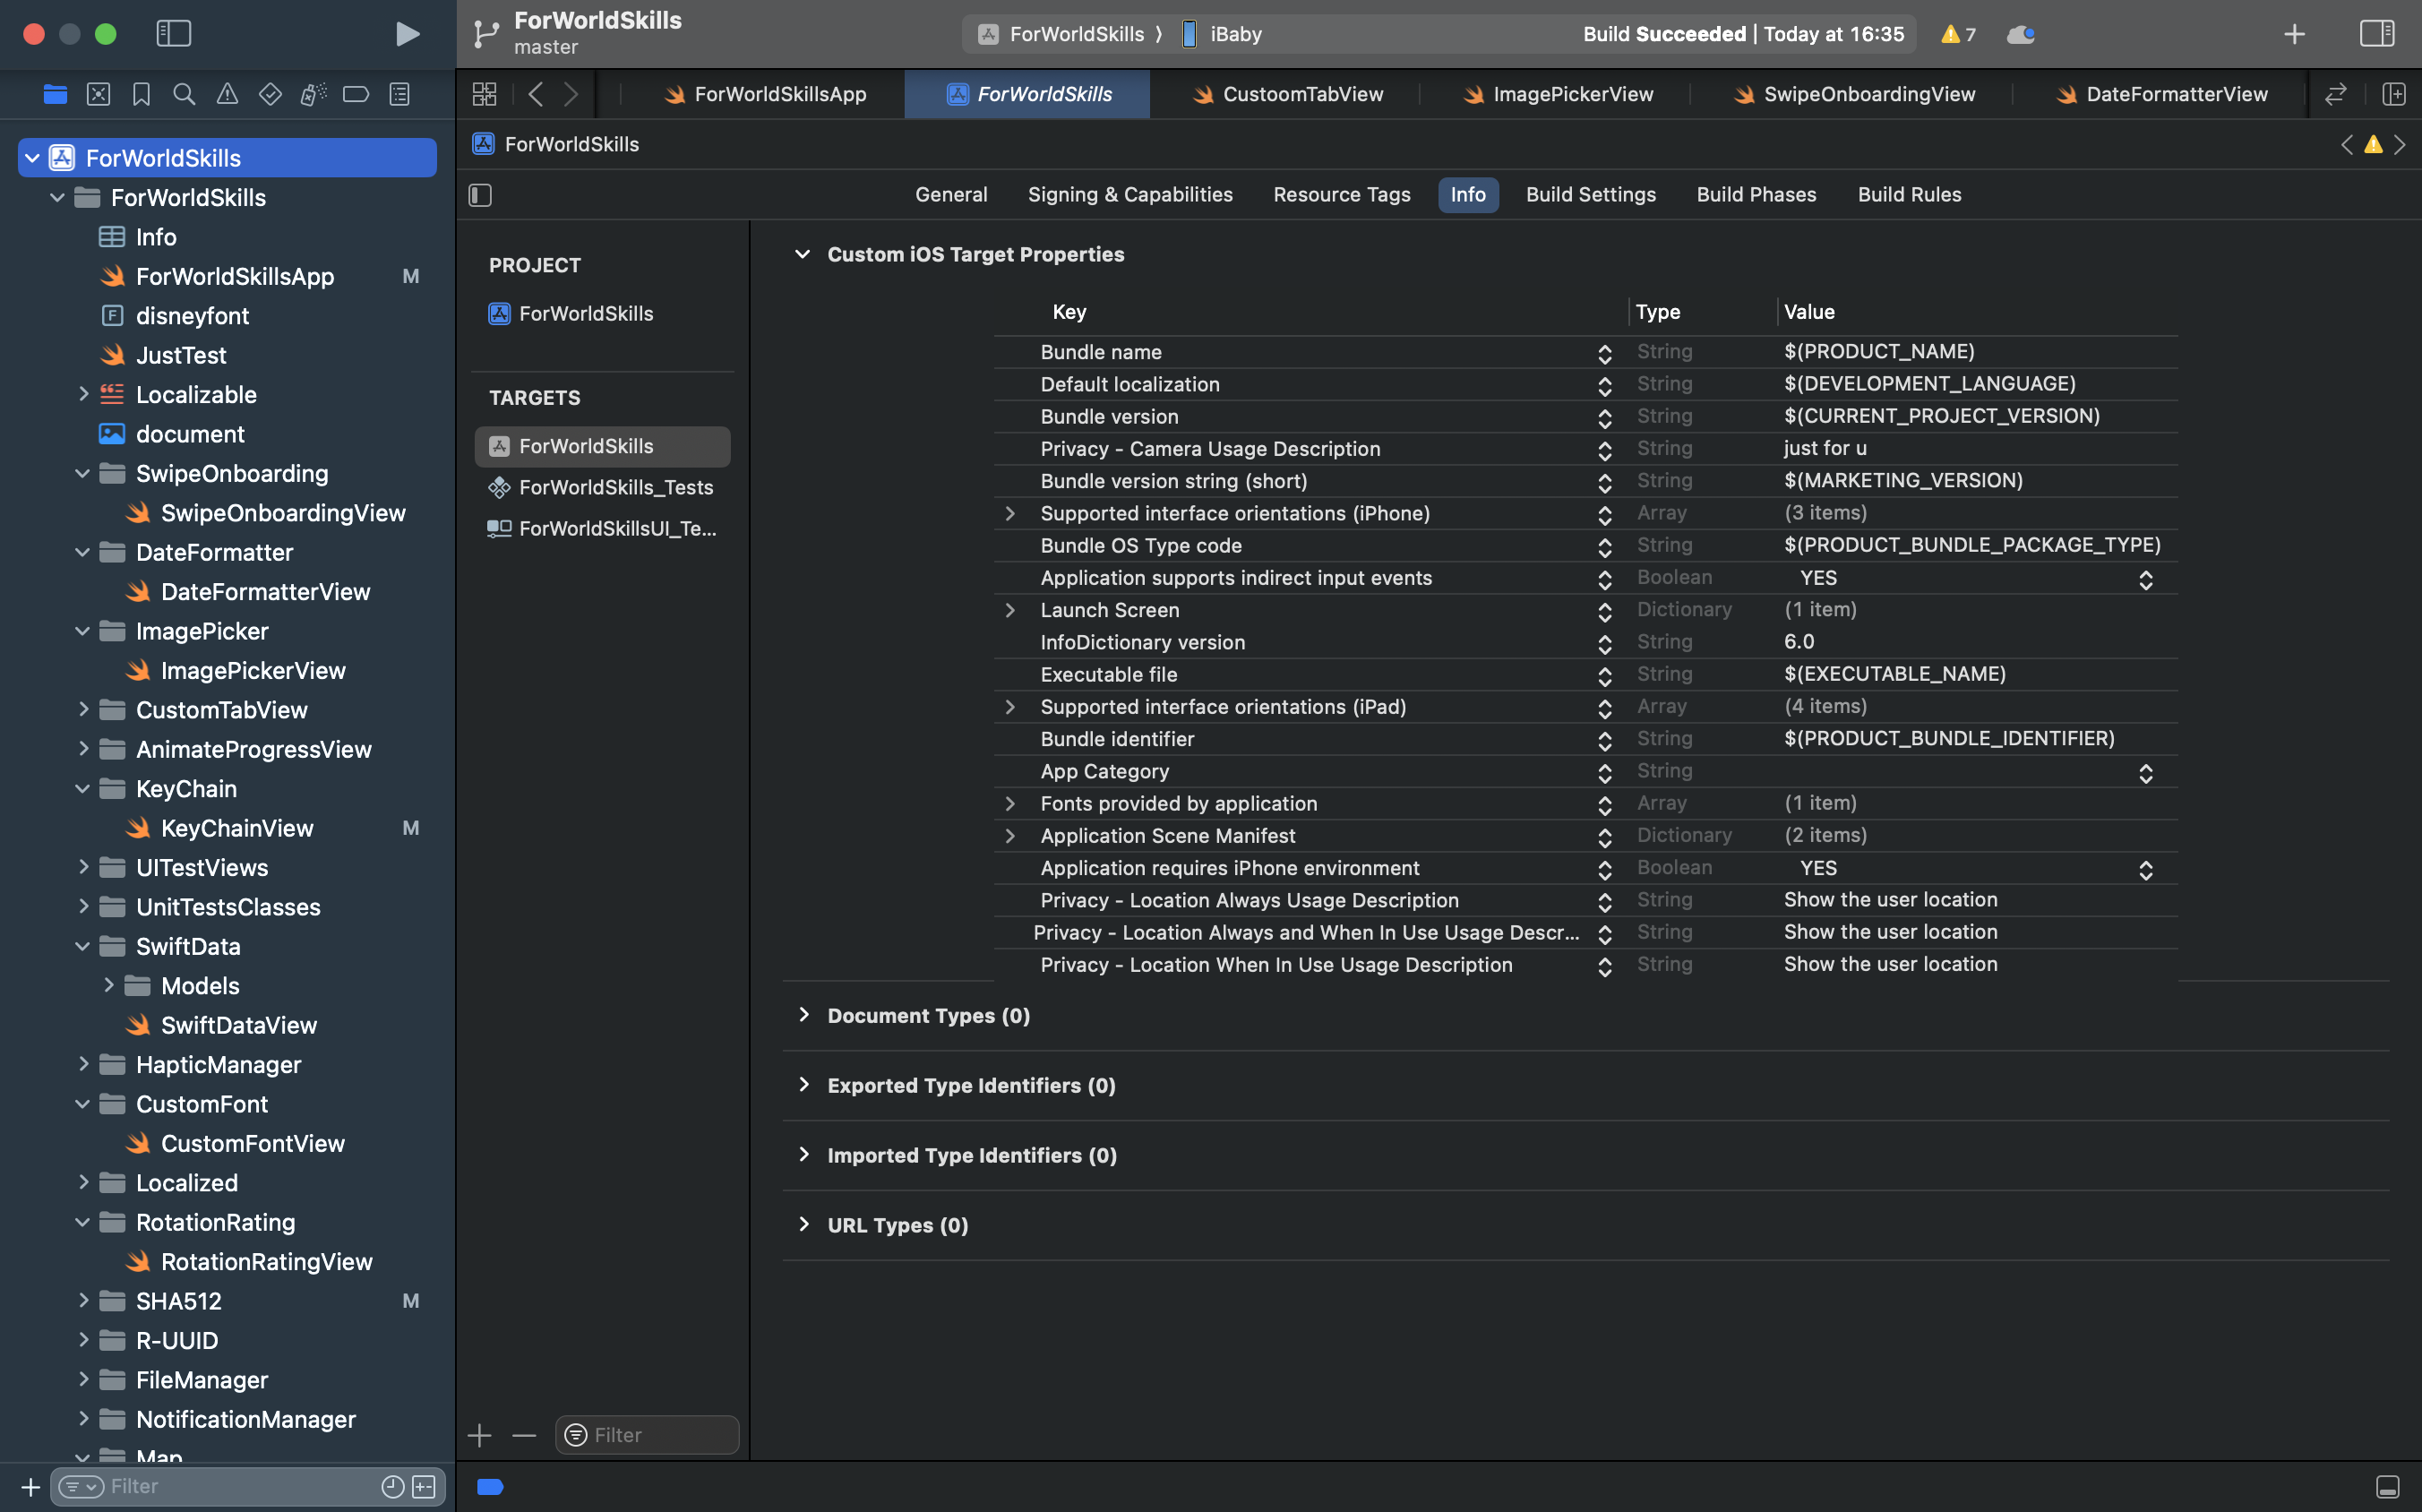 ForWorldSkills
master
ForWorldSkills
iBaby
Build Succeeded | Today at 16:35
7
ForWorldSkillsApp
ForWorldSkills
CustoomTabView
ImagePickerView
SwipeOnboardingView
DateFormatterView
ForWorldSkills
ForWorldSkills
Info
ForWorldSkillsApp M
disneyfont
JustTest
Localizable
document
SwipeOnboarding
SwipeOnboardingView
DateFormatter
DateFormatterView
ImagePicker
ImagePickerView
CustomTabView
AnimateProgressView
KeyChain
KeyChainView M
UITestViews
UnitTestsClasses
SwiftData
Models
SwiftDataView
HapticManager
CustomFont
CustomFontView
Localized
RotationRating
RotationRatingView
SHA512 M
R-UUID
FileManager
NotificationManager
Map
Filter
ForWorldSkills
General
Signing & Capabilities
Resource Tags
Info
Build Settings
Build Phases
Build Rules
PROJECT
ForWorldSkills
TARGETS
ForWorldSkills
ForWorldSkills_Tests
ForWorldSkillsUI_Te...
Filter
Custom iOS Target Properties
Key Type Value
Bundle name String $(PRODUCT_NAME)
Default localization String $(DEVELOPMENT_LANGUAGE)
Bundle version String $(CURRENT_PROJECT_VERSION)
Privacy - Camera Usage Description String just for u
Bundle version string (short) String $(MARKETING_VERSION)
Supported interface orientations (iPhone) Array (3 items)
Bundle OS Type code String $(PRODUCT_BUNDLE_PACKAGE_TYPE)
Application supports indirect input events Boolean YES
Launch Screen Dictionary (1 item)
InfoDictionary version String 6.0
Executable file String $(EXECUTABLE_NAME)
Supported interface orientations (iPad) Array (4 items)
Bundle identifier String $(PRODUCT_BUNDLE_IDENTIFIER)
App Category String
Fonts provided by application Array (1 item)
Application Scene Manifest Dictionary (2 items)
Application requires iPhone environment Boolean YES
Privacy - Location Always Usage Description String Show the user location
Privacy - Location Always and When In Use Usage Descr... String Show the user location
Privacy - Location When In Use Usage Description String Show the user location
Document Types (0)
Exported Type Identifiers (0)
Imported Type Identifiers (0)
URL Types (0)